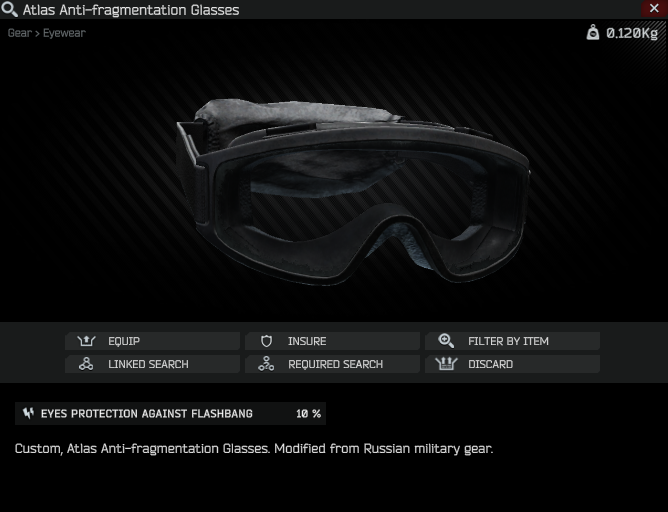 Atlas Anti-fragmentation Glasses
Gear > Eyewear
0.120Kg
EQUIP
INSURE
FILTER BY ITEM
LINKED SEARCH
REQUIRED SEARCH
DISCARD
EYES PROTECTION AGAINST FLASHBANG 10 %
Custom, Atlas Anti-fragmentation Glasses. Modified from Russian military gear.